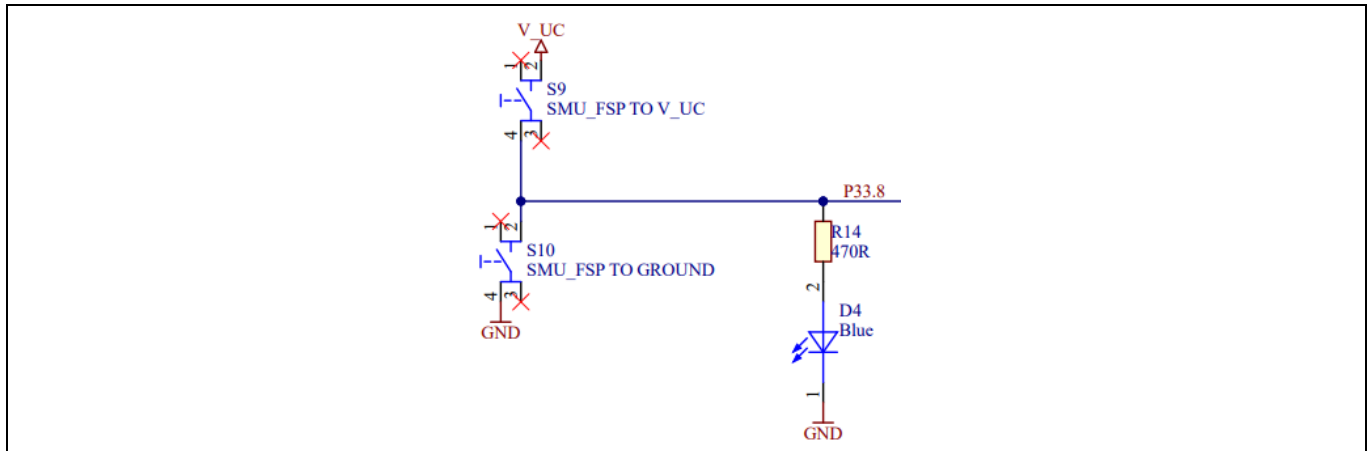 V_UC
1
2
S9
SMU_FSP TO V_UC
4
3
P33.8
1
2
S10
SMU_FSP TO GROUND
4
3
GND
R14
470R
2
D4
Blue
1
GND